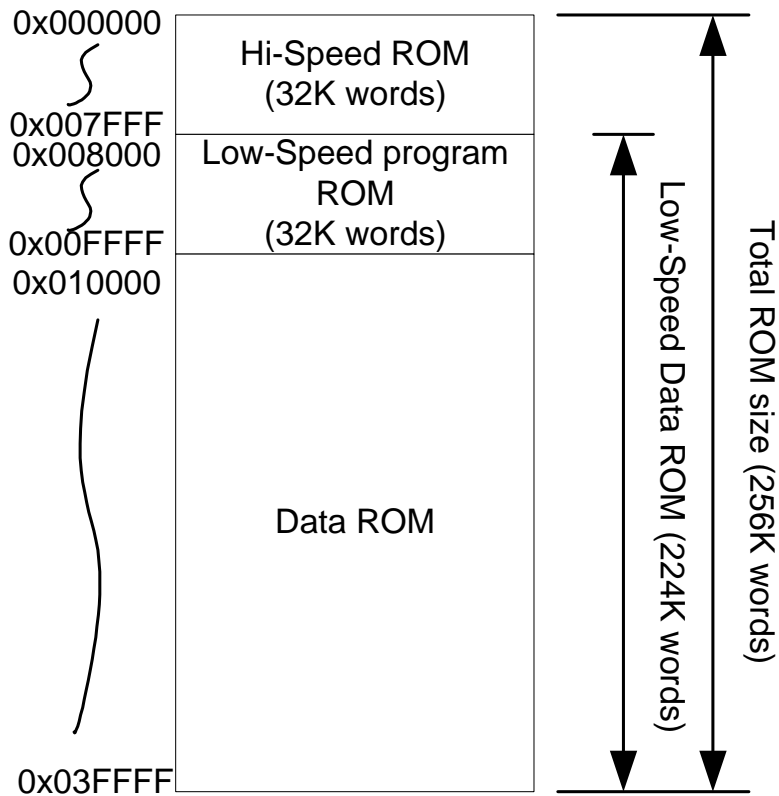 0x000000
Hi-Speed ROM
(32K words)
0x007FFF
0x008000
Low-Speed program
ROM
(32K words)
0x00FFFF
0x010000
Data ROM
0x03FFFF
Low-Speed Data ROM (224K words)
Total ROM size (256K words)